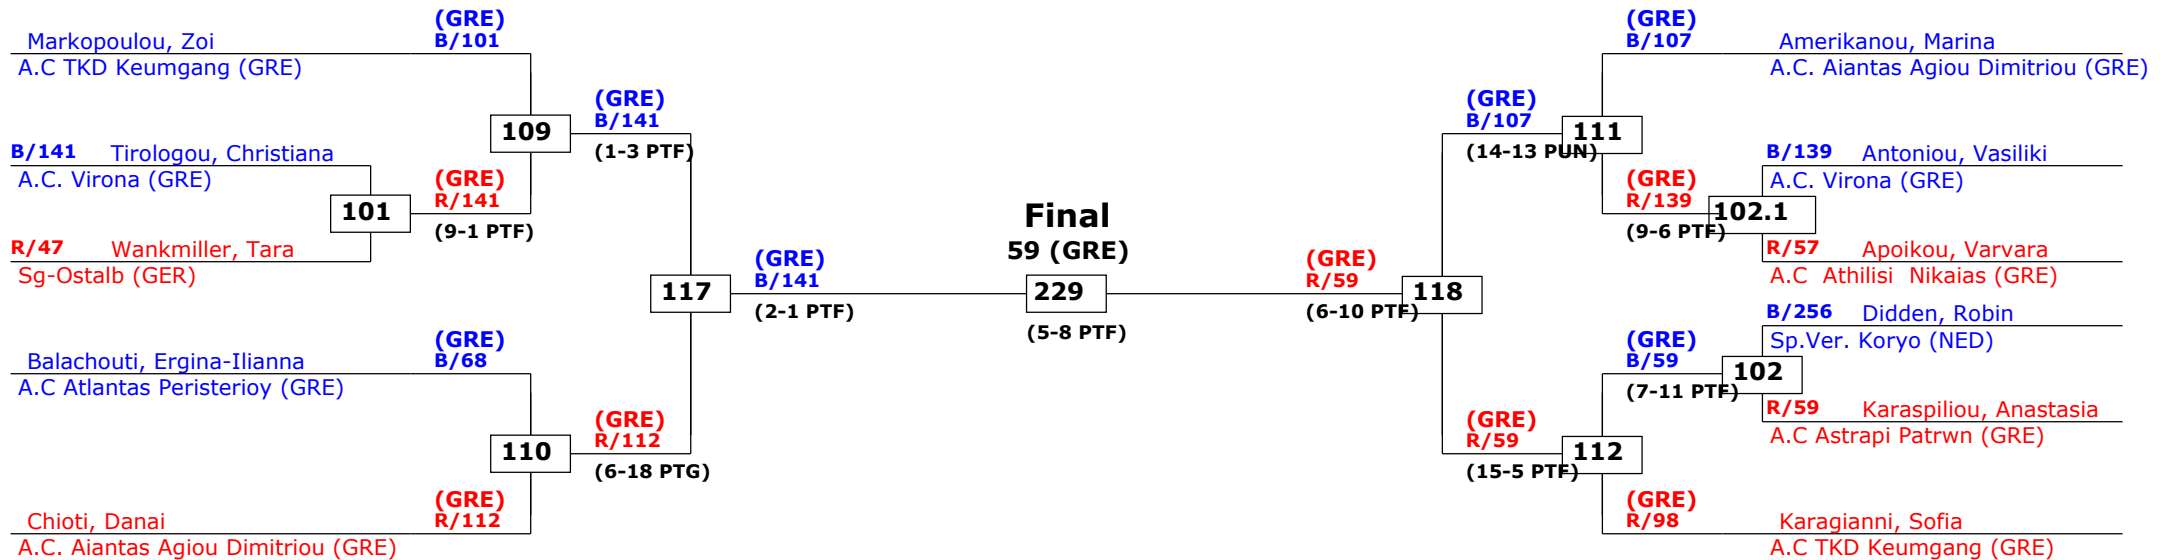 (GRE)
B/101
Markopoulou, Zoi
A.C TKD Keumgang (GRE)
109
(GRE)
B/141
(1-3 PTF)
B/141 Tirologou, Christiana
A.C. Virona (GRE)
101
(GRE)
R/141
(9-1 PTF)
R/47 Wankmiller, Tara
Sg-Ostalb (GER)
117
(GRE)
B/141
(2-1 PTF)
(GRE)
B/68
Balachouti, Ergina-Ilianna
A.C Atlantas Peristerioy (GRE)
110
(GRE)
R/112
(6-18 PTG)
(GRE)
R/112
Chioti, Danai
A.C. Aiantas Agiou Dimitriou (GRE)
Final
59 (GRE)
229
(5-8 PTF)
(GRE)
B/107
Amerikanou, Marina
A.C. Aiantas Agiou Dimitriou (GRE)
(GRE)
B/107
(14-13 PUN)
111
B/139 Antoniou, Vasiliki
A.C. Virona (GRE)
(GRE)
R/139
(9-6 PTF)
102.1
R/57 Apoikou, Varvara
A.C  Athilisi  Nikaias (GRE)
(GRE)
R/59
(6-10 PTF)
118
B/256 Didden, Robin
Sp.Ver. Koryo (NED)
(GRE)
B/59
(7-11 PTF)
102
R/59 Karaspiliou, Anastasia
A.C Astrapi Patrwn (GRE)
(GRE)
R/59
(15-5 PTF)
112
(GRE)
R/98
Karagianni, Sofia
A.C TKD Keumgang (GRE)